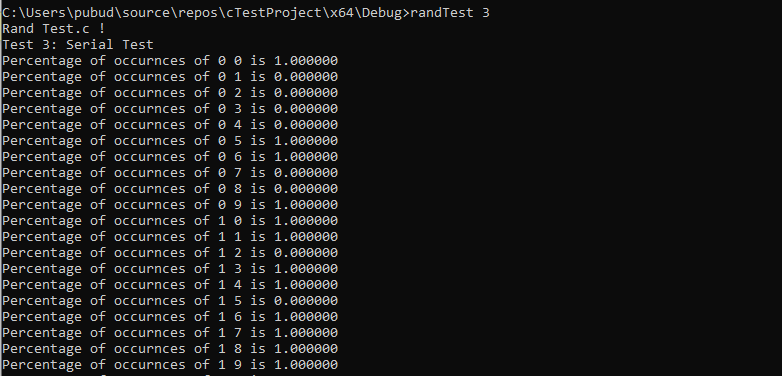 C:\Users\pubud\source\repos\cTestProject\x64\Debug>randTest 3
Rand Test.c !
Test 3: Serial Test
Percentage of occurnces of 0 0 is 1.000000
Percentage of occurnces of 0 1 is 0.000000
Percentage of occurnces of 0 2 is 0.000000
Percentage of occurnces of 0 3 is 0.000000
Percentage of occurnces of 0 4 is 0.000000
Percentage of occurnces of 0 5 is 1.000000
Percentage of occurnces of 0 6 is 1.000000
Percentage of occurnces of 0 7 is 0.000000
Percentage of occurnces of 0 8 is 0.000000
Percentage of occurnces of 0 9 is 1.000000
Percentage of occurnces of 1 0 is 1.000000
Percentage of occurnces of 1 1 is 1.000000
Percentage of occurnces of 1 2 is 0.000000
Percentage of occurnces of 1 3 is 1.000000
Percentage of occurnces of 1 4 is 1.000000
Percentage of occurnces of 1 5 is 0.000000
Percentage of occurnces of 1 6 is 1.000000
Percentage of occurnces of 1 7 is 1.000000
Percentage of occurnces of 1 8 is 1.000000
Percentage of occurnces of 1 9 is 1.000000